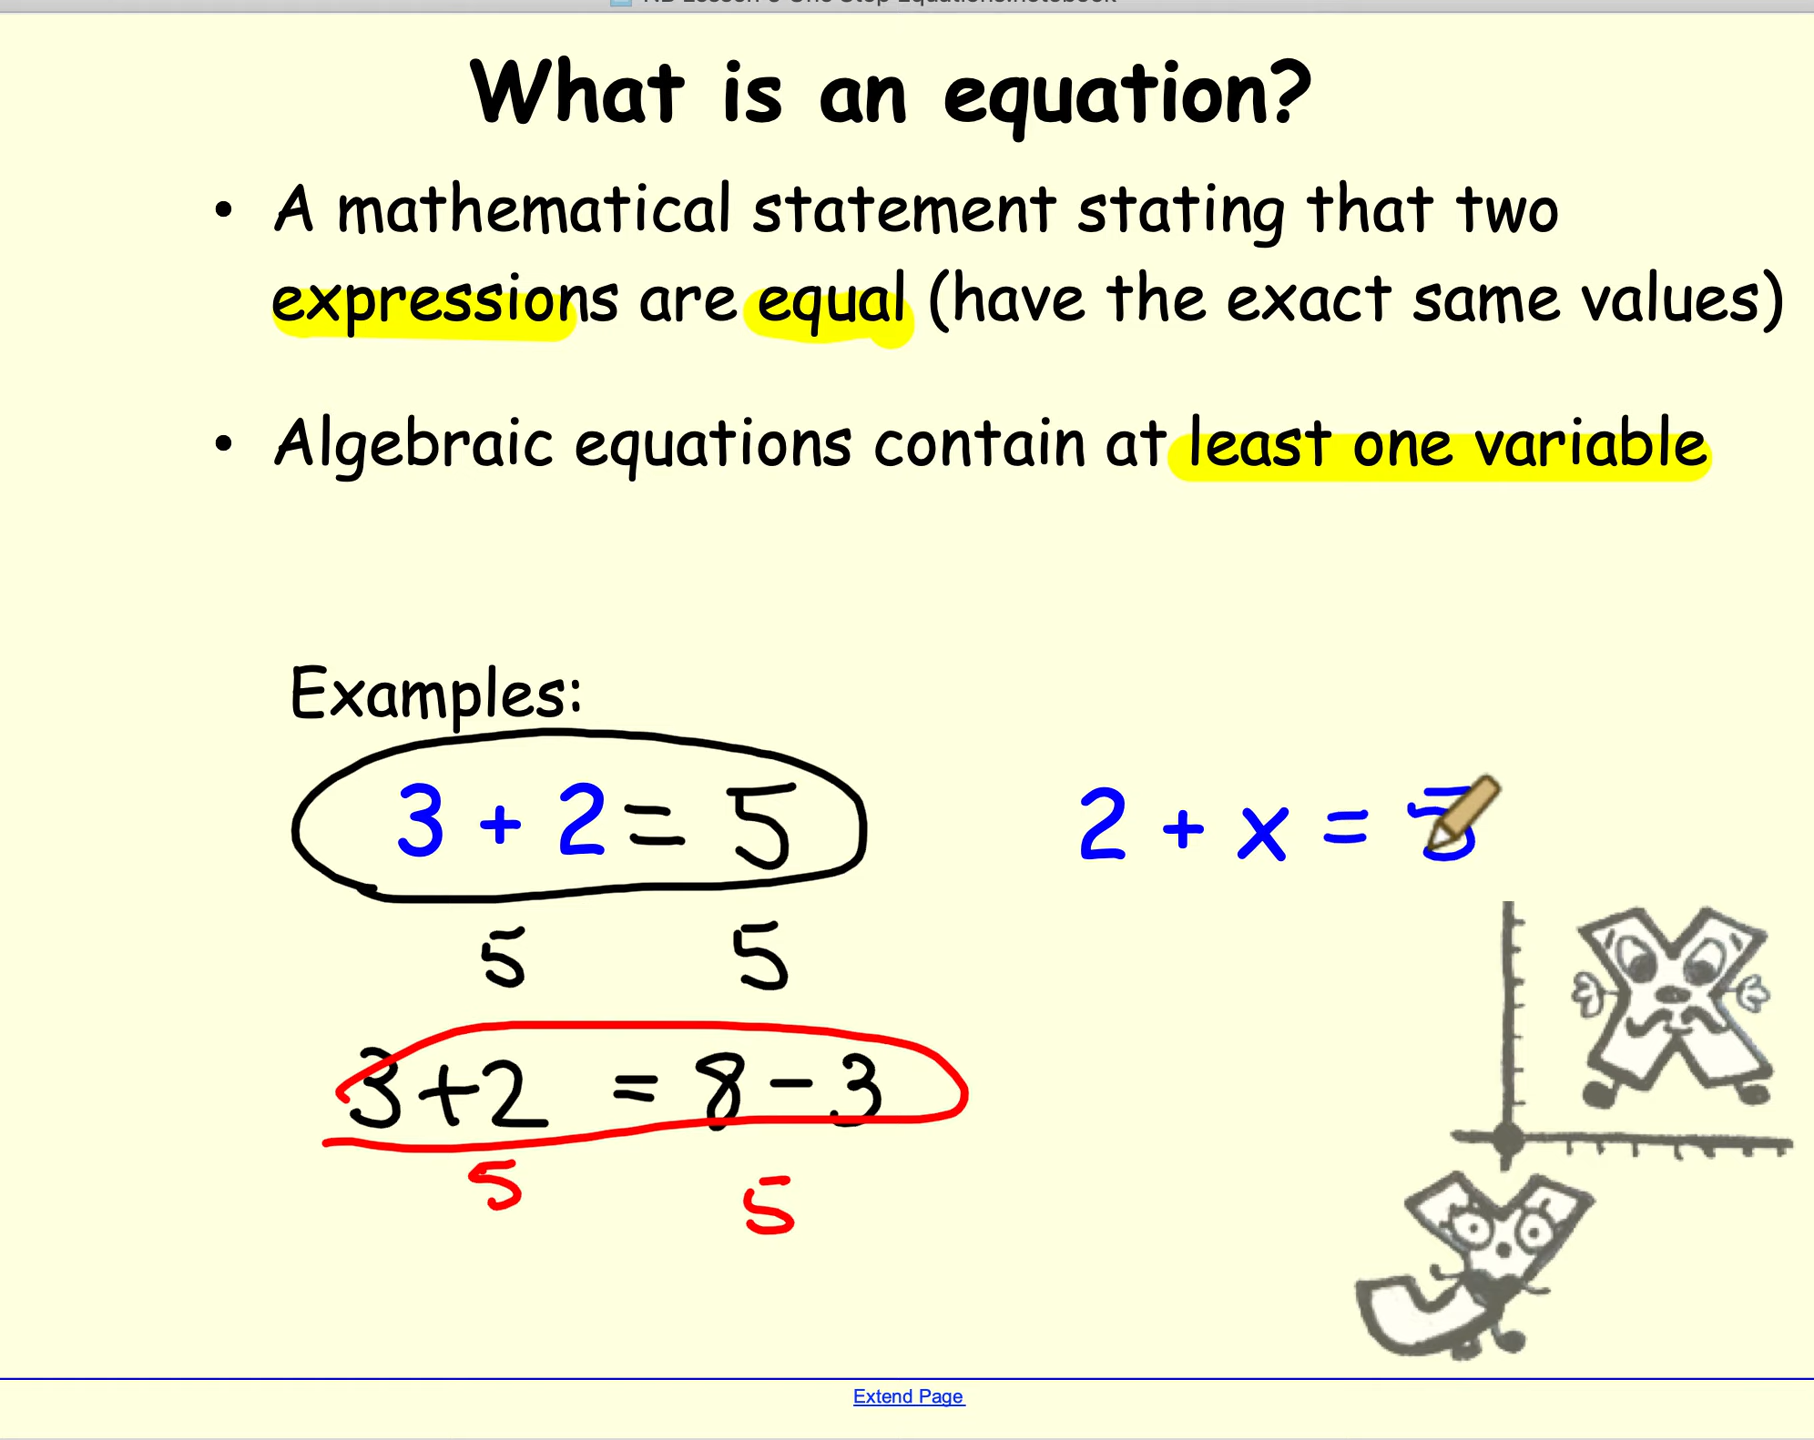 What is an equation?
• A mathematical statement stating that two
expressions are equal (have the exact same values)
• Algebraic equations contain at least one variable
Examples:
3 + 2 = 5
2 + x = 5
5 5
3+2 = 8-3
5 5
Extend Page